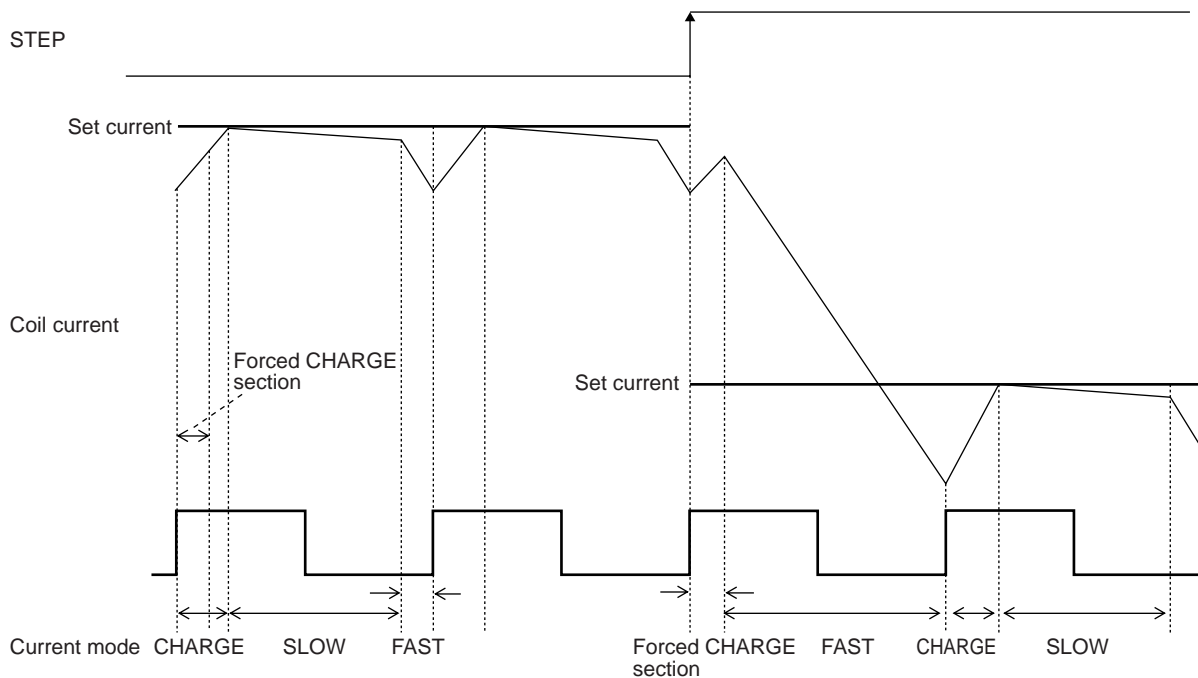 STEP
Set current
Coil current
Forced CHARGE
section
Set current
Current mode CHARGE SLOW FAST Forced CHARGE FAST CHARGE SLOW
section